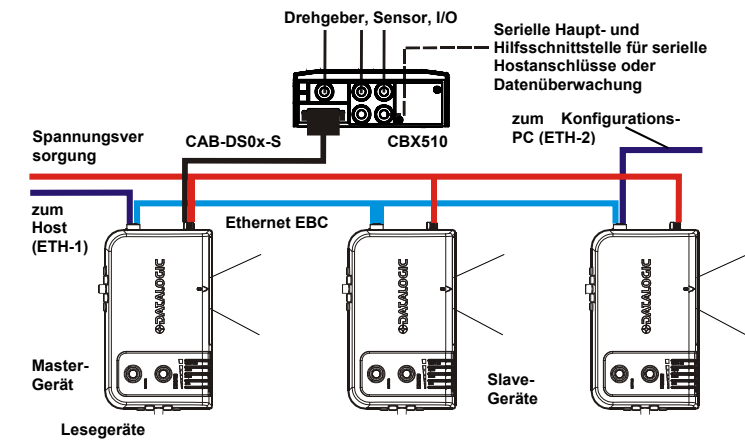 Drehgeber, Sensor, I/O
Serielle Haupt- und
Hilfsschnittstelle für serielle
Hostanschlüsse oder
Datenüberwachung
zum Konfigurations-
PC (ETH-2)
Spannungsver
sorgung
CAB-DS0x-S
CBX510
zum
Host
(ETH-1)
Ethernet EBC
DATALOGIC
DATALOGIC
DATALOGIC
Master-
Gerät
Slave-
Geräte
Lesegeräte